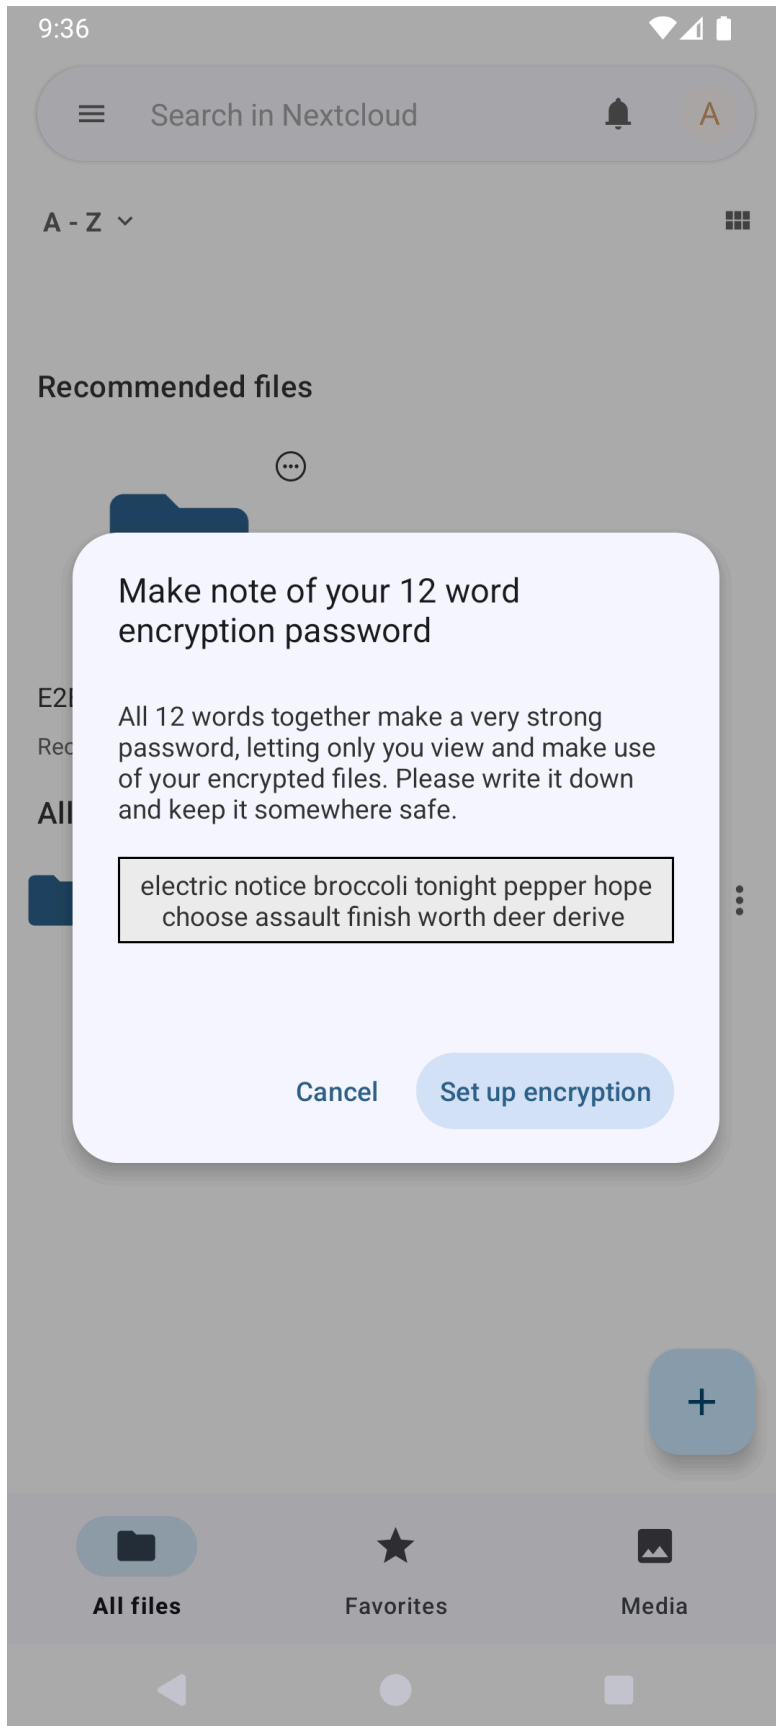 9:36
Search in Nextcloud
A
A - Z
Recommended files
Make note of your 12 word
encryption password
All 12 words together make a very strong
password, letting only you view and make use
of your encrypted files. Please write it down
and keep it somewhere safe.
electric notice broccoli tonight pepper hope
choose assault finish worth deer derive
Cancel
Set up encryption
All
All files
Favorites
Media